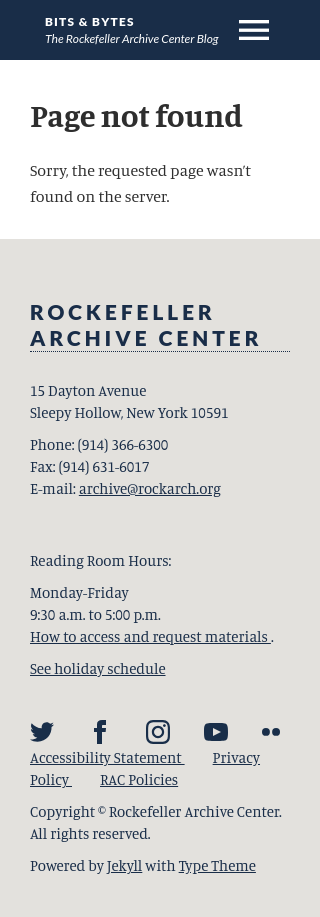 BITS & BYTES
The Rockefeller Archive Center Blog
Page not found
Sorry, the requested page wasn’t
found on the server.
ROCKEFELLER
ARCHIVE CENTER
15 Dayton Avenue
Sleepy Hollow, New York 10591
Phone: (914) 366-6300
Fax: (914) 631-6017
E-mail: archive@rockarch.org
Reading Room Hours:
Monday-Friday
9:30 a.m. to 5:00 p.m.
How to access and request materials .
See holiday schedule
Accessibility Statement Privacy
Policy RAC Policies
Copyright © Rockefeller Archive Center.
All rights reserved.
Powered by Jekyll with Type Theme